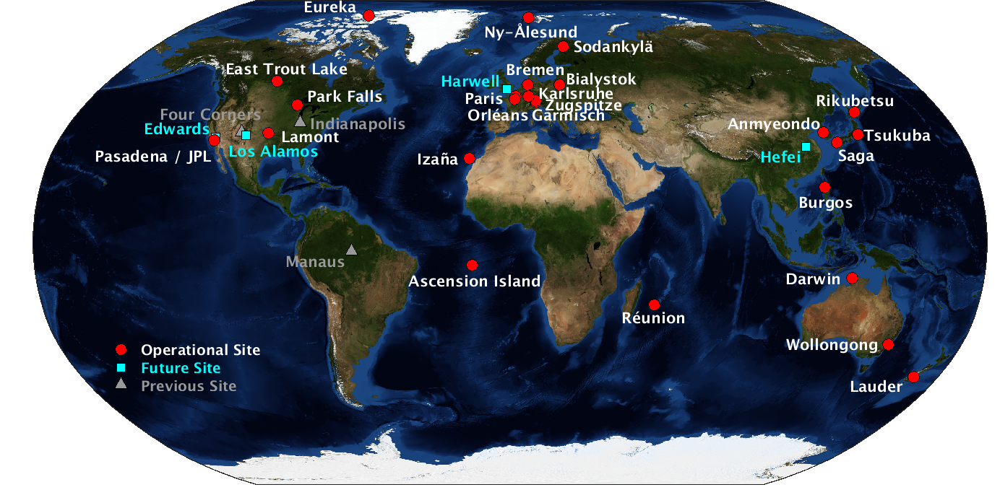 Eureka
Ny-Ålesund
Sodankylä
East Trout Lake
Bremen
Bialystok
Harwell
Park Falls
Paris
Karlsruhe
Zugspitze
Rikubetsu
Four Corners
Orléans
Garmisch
Indianapolis
Anmyeondo
Edwards
Lamont
Tsukuba
Pasadena / JPL
Los Alamos
Izaña
Hefei
Saga
Burgos
Manaus
Ascension Island
Darwin
Réunion
Wollongong
Lauder
Operational Site
Future Site
Previous Site